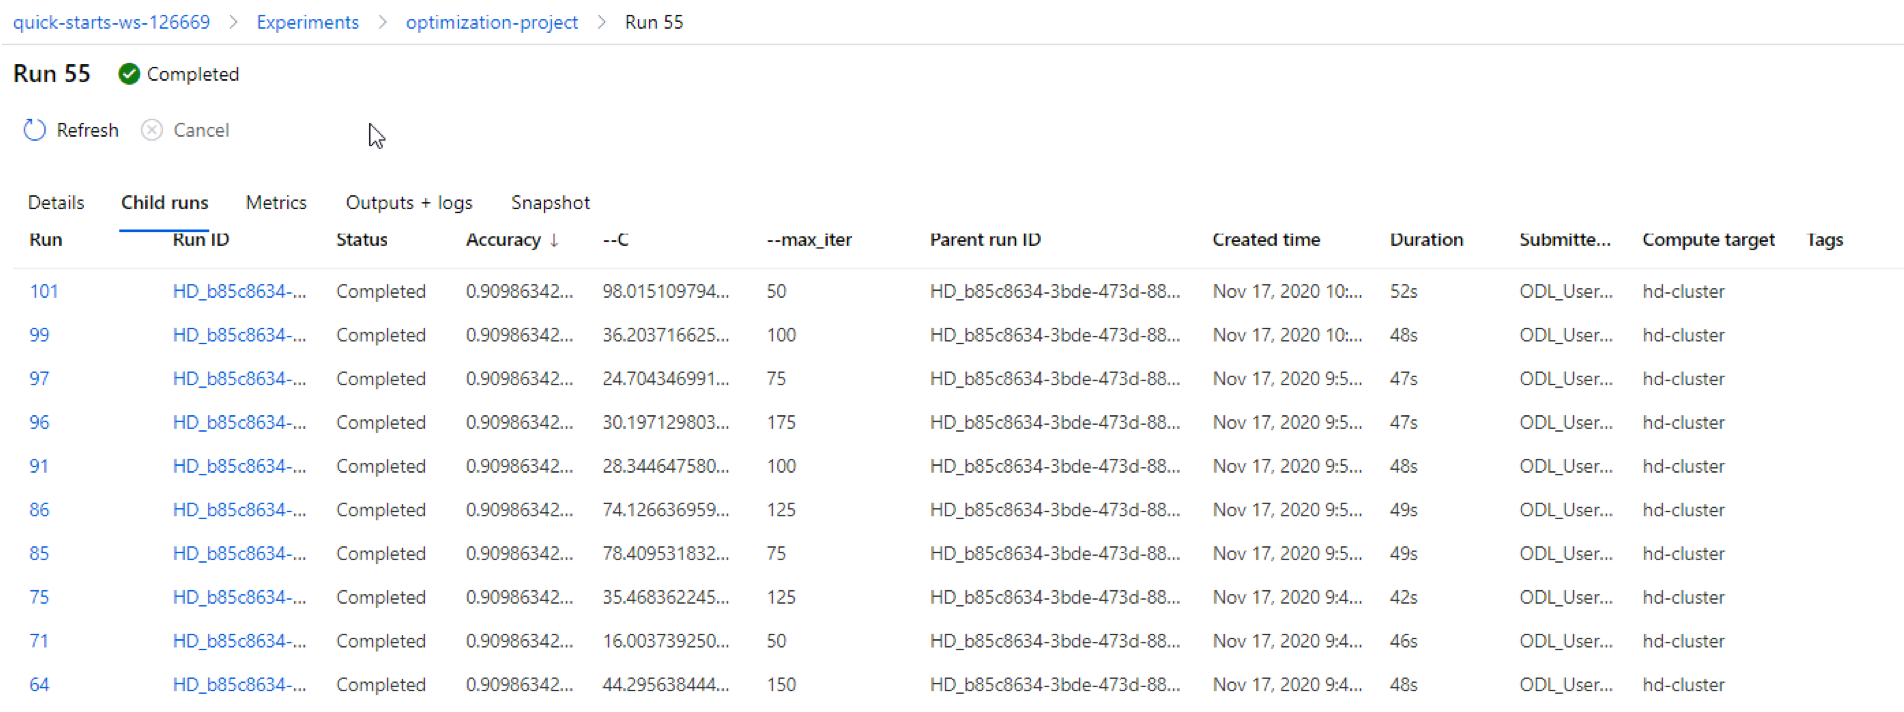 quick-starts-ws-126669 > Experiments > optimization-project > Run 55
Run 55 Completed
Refresh Cancel
Details Child runs Metrics Outputs + logs Snapshot
Run Run ID Status Accuracy ↓ --C --max_iter Parent run ID Created time Duration Submitte... Compute target Tags
101 HD_b85c8634-... Completed 0.90986342... 98.015109794... 50 HD_b85c8634-3bde-473d-88... Nov 17, 2020 10:... 52s ODL_User... hd-cluster
99 HD_b85c8634-... Completed 0.90986342... 36.203716625... 100 HD_b85c8634-3bde-473d-88... Nov 17, 2020 10:... 48s ODL_User... hd-cluster
97 HD_b85c8634-... Completed 0.90986342... 24.704346991... 75 HD_b85c8634-3bde-473d-88... Nov 17, 2020 9:5... 47s ODL_User... hd-cluster
96 HD_b85c8634-... Completed 0.90986342... 30.197129803... 175 HD_b85c8634-3bde-473d-88... Nov 17, 2020 9:5... 47s ODL_User... hd-cluster
91 HD_b85c8634-... Completed 0.90986342... 28.344647580... 100 HD_b85c8634-3bde-473d-88... Nov 17, 2020 9:5... 48s ODL_User... hd-cluster
86 HD_b85c8634-... Completed 0.90986342... 74.126636959... 125 HD_b85c8634-3bde-473d-88... Nov 17, 2020 9:5... 49s ODL_User... hd-cluster
85 HD_b85c8634-... Completed 0.90986342... 78.409531832... 75 HD_b85c8634-3bde-473d-88... Nov 17, 2020 9:5... 49s ODL_User... hd-cluster
75 HD_b85c8634-... Completed 0.90986342... 35.468362245... 125 HD_b85c8634-3bde-473d-88... Nov 17, 2020 9:4... 42s ODL_User... hd-cluster
71 HD_b85c8634-... Completed 0.90986342... 16.003739250... 50 HD_b85c8634-3bde-473d-88... Nov 17, 2020 9:4... 46s ODL_User... hd-cluster
64 HD_b85c8634-... Completed 0.90986342... 44.295638444... 150 HD_b85c8634-3bde-473d-88... Nov 17, 2020 9:4... 48s ODL_User... hd-cluster